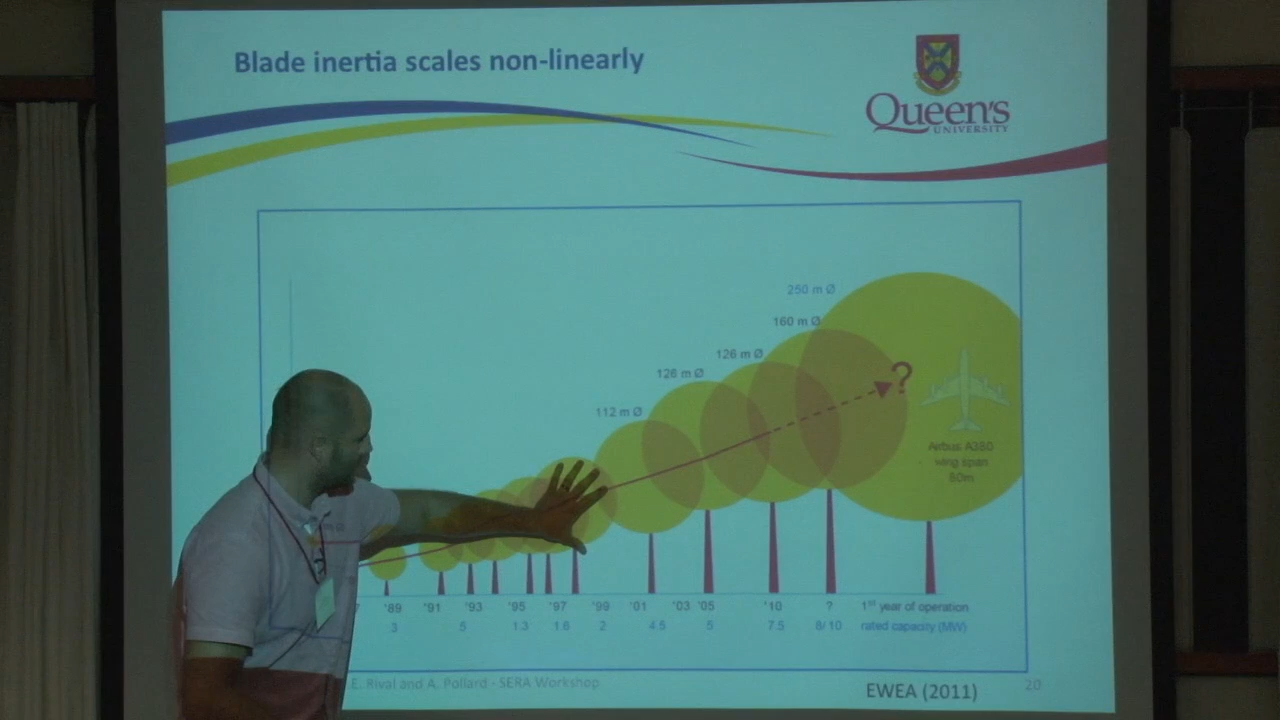 Blade inertia scales non-linearly
Queen's
UNIVERSITY
250 m Ø
160 m Ø
126 m Ø
126 m Ø
112 m Ø
?
Airbus A380
wing span
80m
7 '89 '91 '93 '95 '97 '99 '01 '03 '05 '10 ? 1st year of operation
3 5 1.3 1.6 2 4.5 5 7.5 8/10 rated capacity (MW)
E. Rival and A. Pollard - SERA Workshop
EWEA (2011)
20